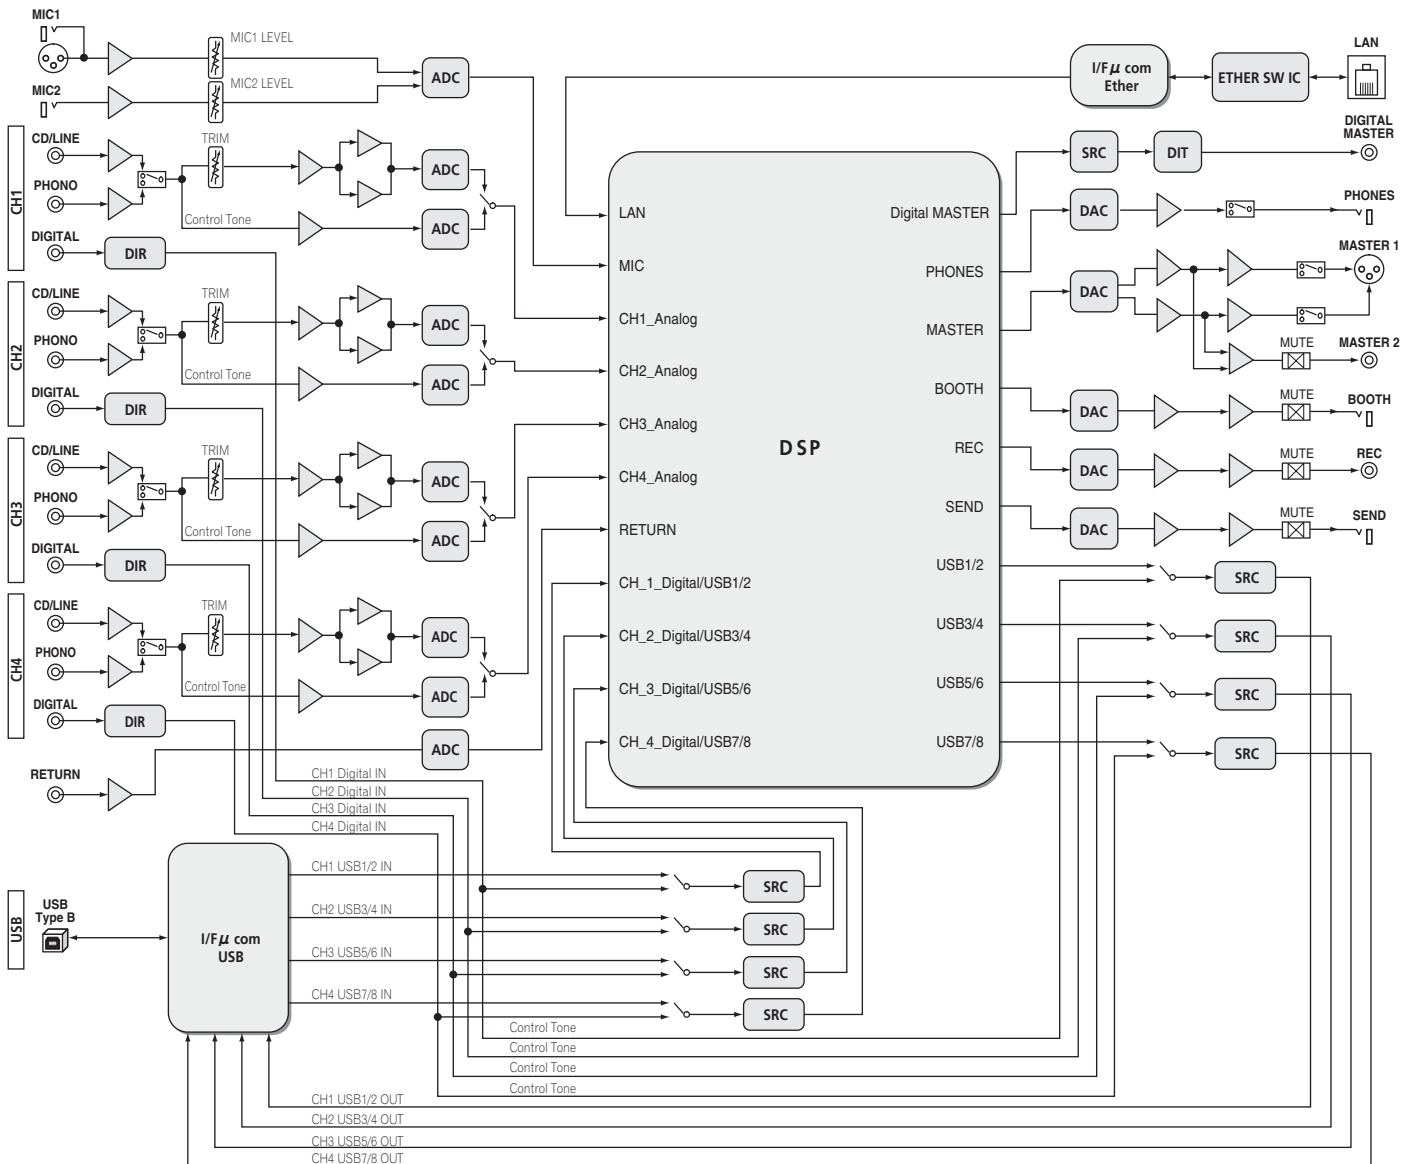 MIC1
MIC1 LEVEL
ADC
MIC2
MIC2 LEVEL
CH1
CD/LINE
TRIM
ADC
PHONO
Control Tone
ADC
DIGITAL
DIR
CH2
CD/LINE
TRIM
ADC
PHONO
Control Tone
ADC
DIGITAL
DIR
CH3
CD/LINE
TRIM
ADC
PHONO
Control Tone
ADC
DIGITAL
DIR
CH4
CD/LINE
TRIM
ADC
PHONO
Control Tone
ADC
DIGITAL
DIR
ADC
RETURN
CH1 Digital IN
CH2 Digital IN
CH3 Digital IN
CH4 Digital IN
USB
USB
Type B
I/Fμ com
USB
CH1 USB1/2 IN
CH2 USB3/4 IN
CH3 USB5/6 IN
CH4 USB7/8 IN
SRC
SRC
SRC
SRC
Control Tone
Control Tone
Control Tone
Control Tone
CH1 USB1/2 OUT
CH2 USB3/4 OUT
CH3 USB5/6 OUT
CH4 USB7/8 OUT
DSP
LAN
MIC
CH1_Analog
CH2_Analog
CH3_Analog
CH4_Analog
RETURN
CH_1_Digital/USB1/2
CH_2_Digital/USB3/4
CH_3_Digital/USB5/6
CH_4_Digital/USB7/8
Digital MASTER
PHONES
MASTER
BOOTH
REC
SEND
USB1/2
USB3/4
USB5/6
USB7/8
I/Fμ com
Ether
ETHER SW IC
LAN
SRC
DIT
DIGITAL
MASTER
DAC
PHONES
DAC
MASTER 1
MUTE
MASTER 2
DAC
MUTE
BOOTH
DAC
MUTE
REC
DAC
MUTE
SEND
SRC
SRC
SRC
SRC